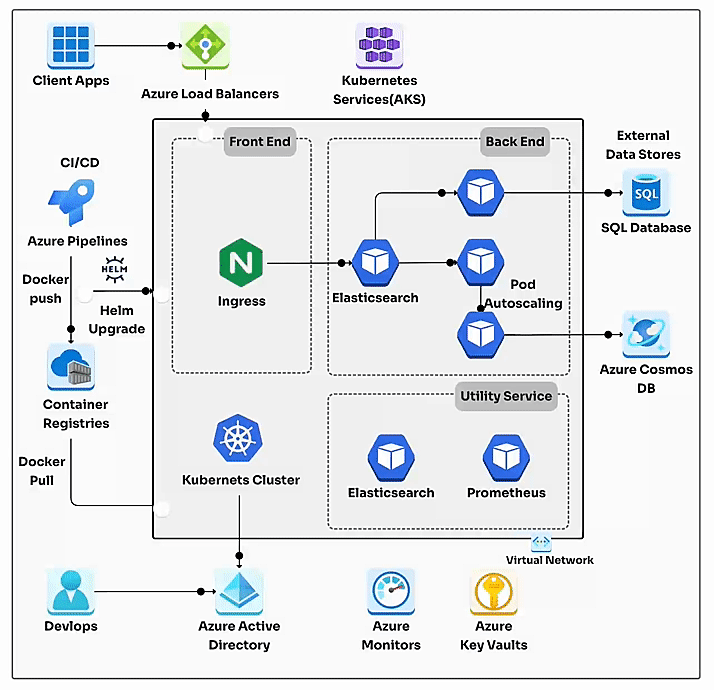 Client Apps
Azure Load Balancers
Kubernetes
Services(AKS)
Front End
Back End
External
Data Stores
SQL
SQL Database
CI/CD
Azure Pipelines
Docker
push
HELM
Helm
Upgrade
N
Ingress
Elasticsearch
Pod
Autoscaling
Azure Cosmos
DB
Container
Registries
Docker
Pull
Kubernets Cluster
Utility Service
Elasticsearch
Prometheus
Virtual Network
Devlops
Azure Active
Directory
Azure
Monitors
Azure
Key Vaults